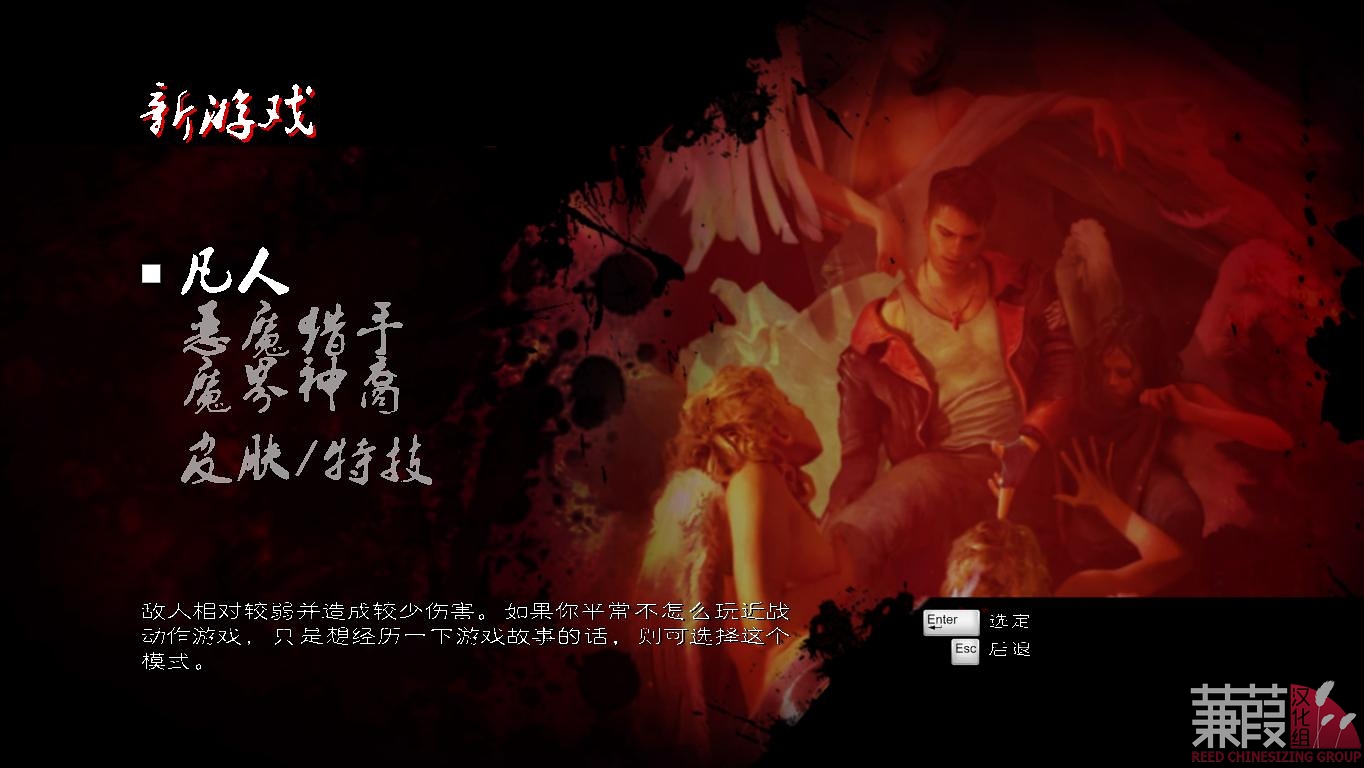 新游戏
凡人
恶魔猎手
魔界神裔
皮肤/特技
敌人相对较弱并造成较少伤害。如果你平常不怎么玩近战
动作游戏，只是想经历一下游戏故事的话，则可选择这个
模式。
Enter 选定
Esc 后退
蒹葭汉化组
REED CHINESIZING GROUP